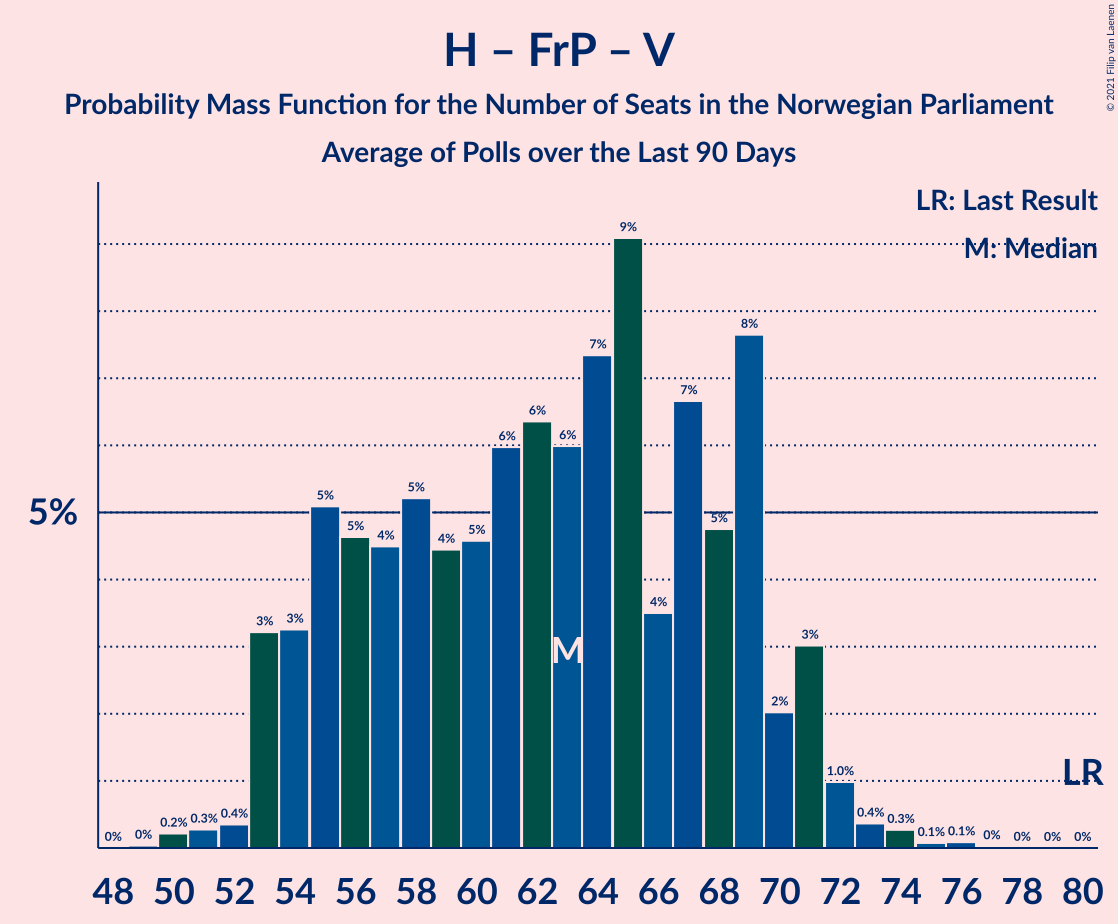 H – FrP – V
Probability Mass Function for the Number of Seats in the Norwegian Parliament
Average of Polls over the Last 90 Days
© 2021 Filip van Laenen
LR: Last Result
M: Median
5%
0% 0% 0.2% 0.3% 0.4% 3% 3% 5% 5% 4% 5% 4% 5% 6% 6% 6% 7% 9% 4% 7% 5% 8% 2% 3% 1.0% 0.4% 0.3% 0.1% 0.1% 0% 0% 0% 0%
M
LR
48 50 52 54 56 58 60 62 64 66 68 70 72 74 76 78 80